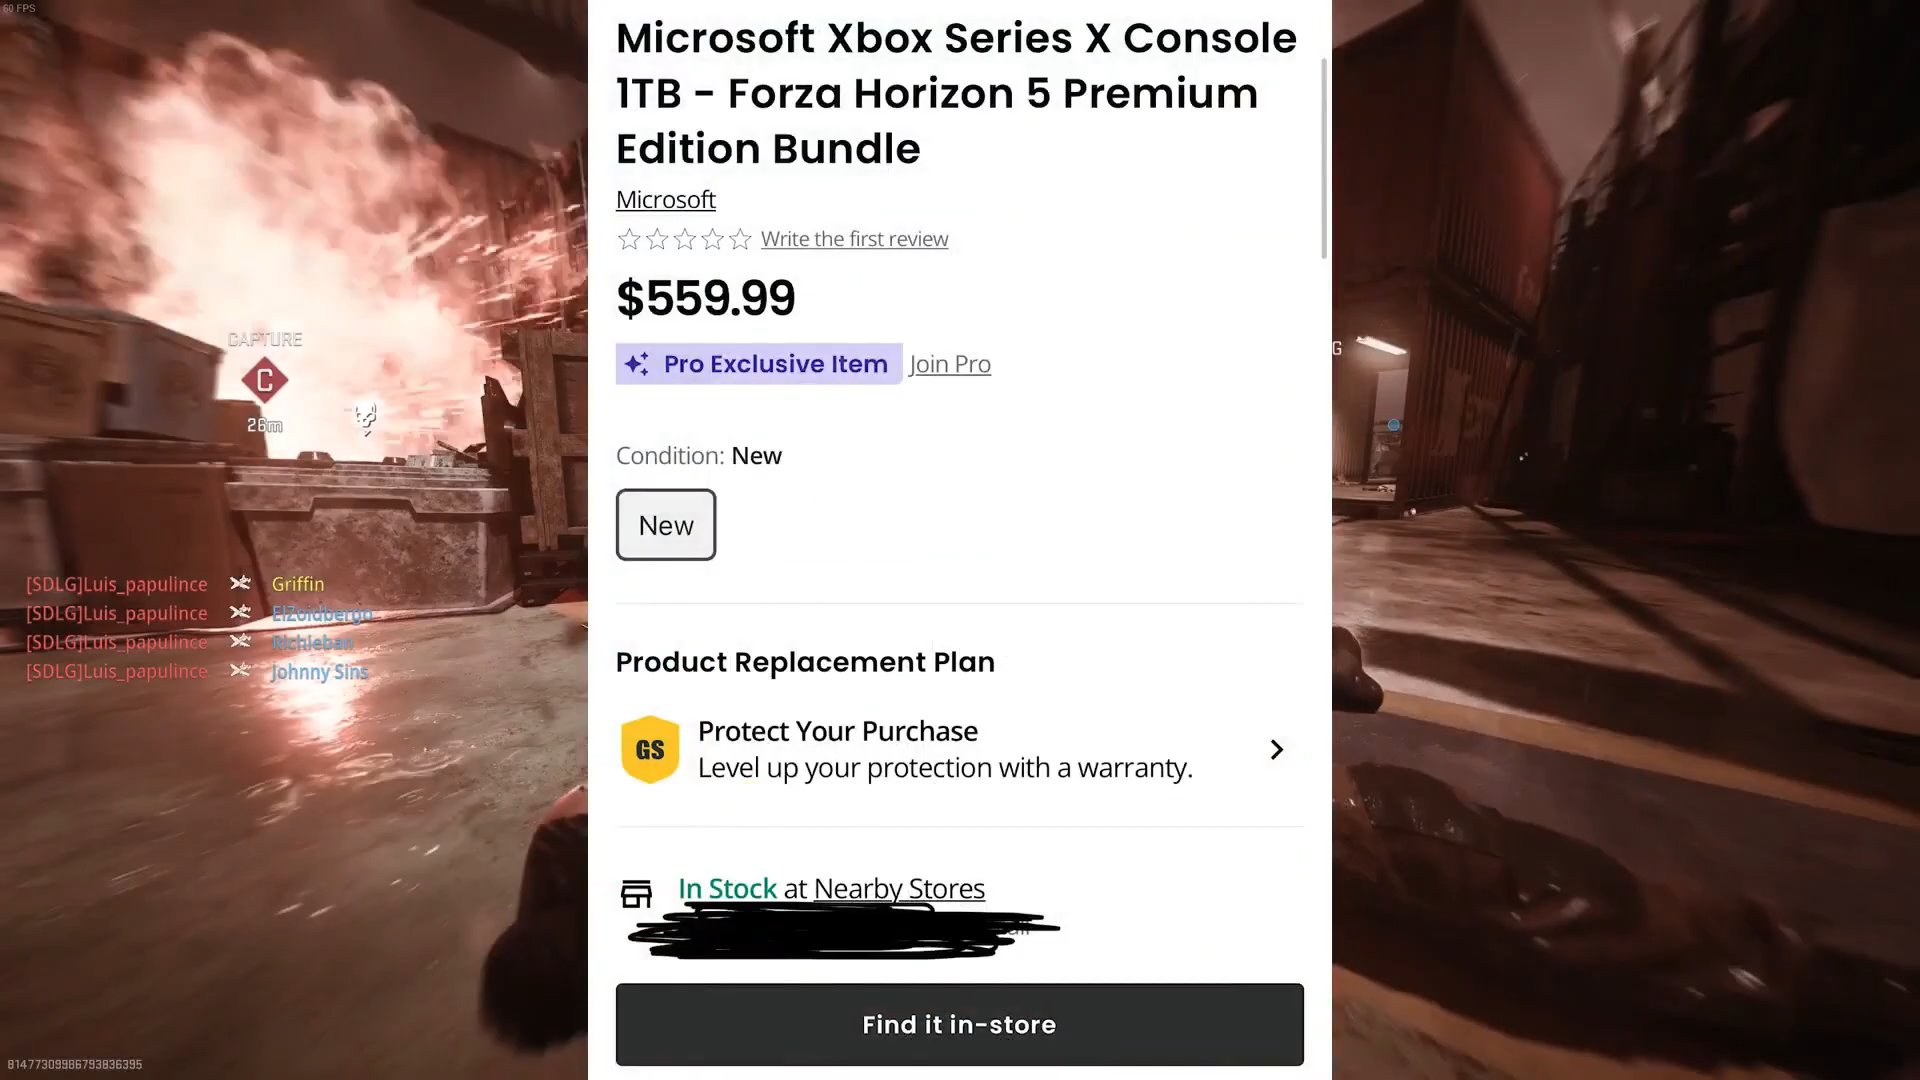 60 FPS
Microsoft Xbox Series X Console
1TB - Forza Horizon 5 Premium
Edition Bundle
Microsoft
Write the first review
$559.99
Pro Exclusive Item Join Pro
Condition: New
New
Product Replacement Plan
GS
Protect Your Purchase
Level up your protection with a warranty.
In Stock at Nearby Stores
Find it in-store
CAPTURE
C
26m
G
[SDLG]Luis_papulince Griffin
[SDLG]Luis_papulince ElZoidbergo
[SDLG]Luis_papulince Richieban
[SDLG]Luis_papulince Johnny Sins
81477309986793836395